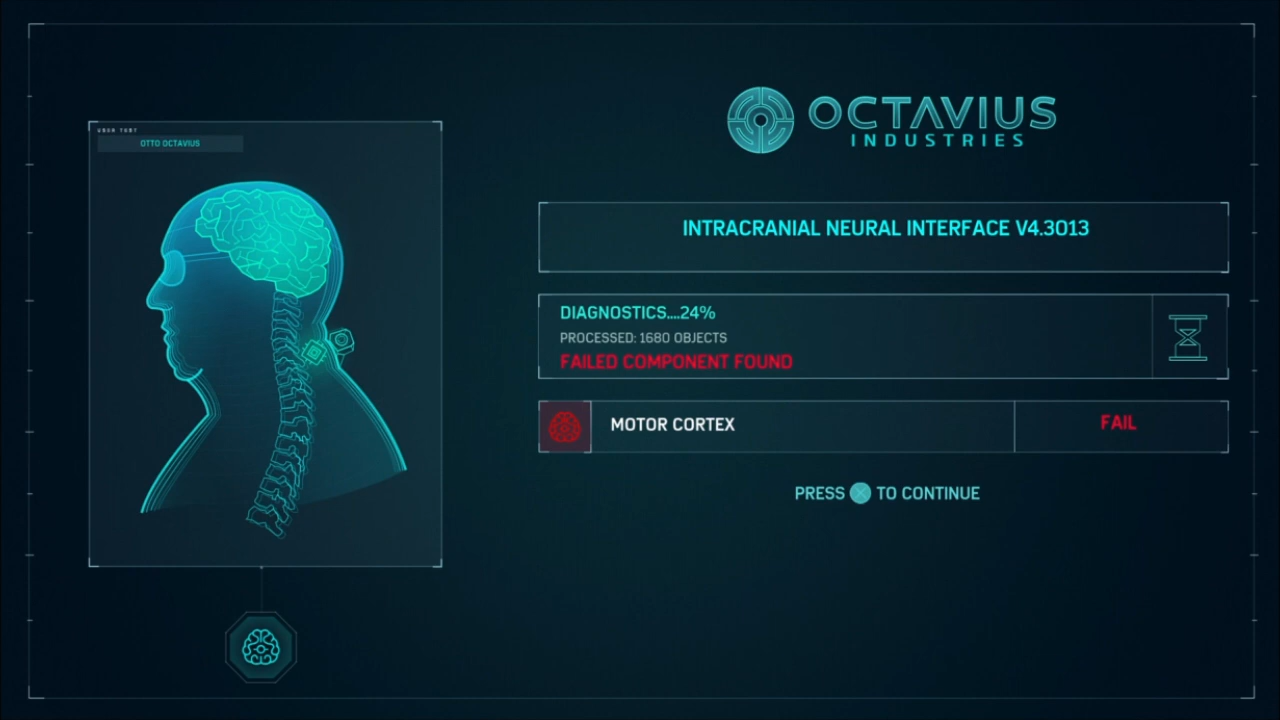 OTTO OCTAVIUS
OCTAVIUS
INDUSTRIES
INTRACRANIAL NEURAL INTERFACE V4.3013
DIAGNOSTICS....24%
PROCESSED: 1680 OBJECTS
FAILED COMPONENT FOUND
MOTOR CORTEX
FAIL
PRESS TO CONTINUE